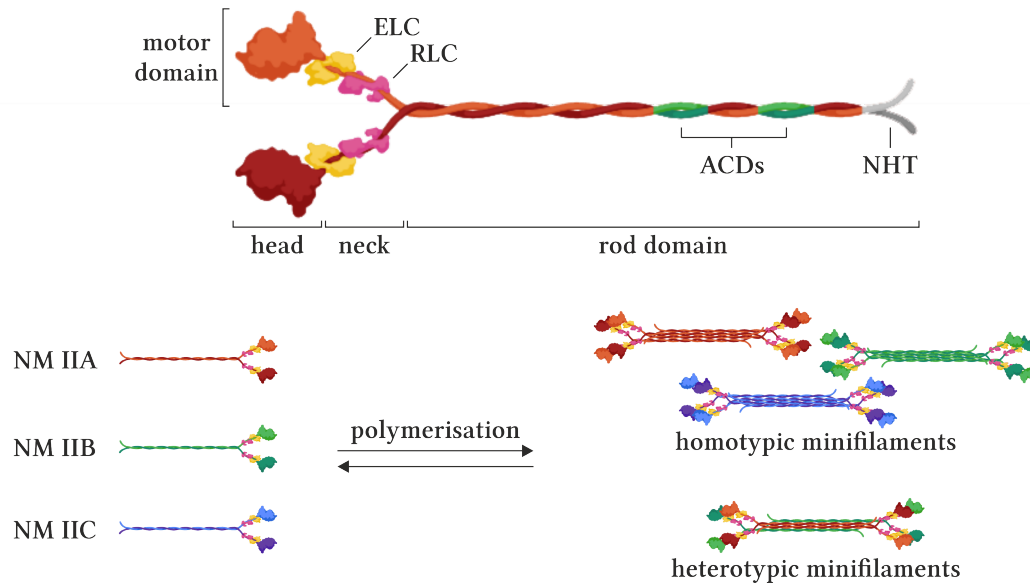 motor
domain
ELC
RLC
ACDs
NHT
head
neck
rod domain
NM IIA
NM IIB
NM IIC
polymerisation
homotypic minifilaments
heterotypic minifilaments